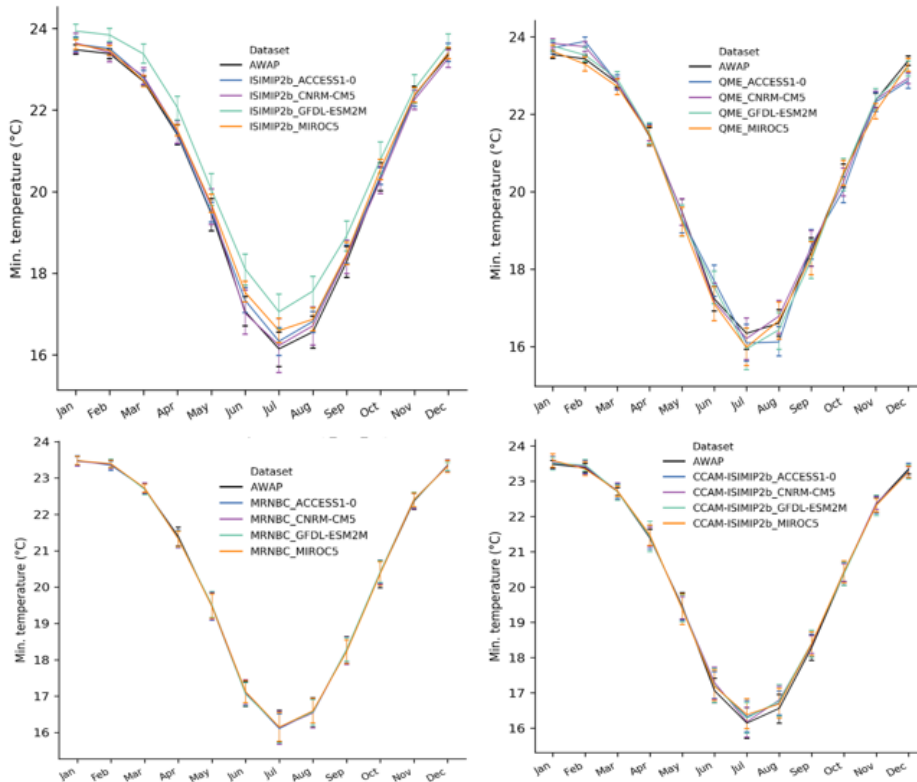 24
22
20
18
16
Min. temperature (°C)
Dataset
AWAP
ISIMIP2b_ACCESS1-0
ISIMIP2b_CNRM-CM5
ISIMIP2b_GFDL-ESM2M
ISIMIP2b_MIROC5
Jan Feb Mar Apr May Jun Jul Aug Sep Oct Nov Dec
24
22
20
18
16
Min. temperature (°C)
Dataset
AWAP
QME_ACCESS1-0
QME_CNRM-CM5
QME_GFDL-ESM2M
QME_MIROC5
Jan Feb Mar Apr May Jun Jul Aug Sep Oct Nov Dec
24
23
22
21
20
19
18
17
16
Min. temperature (°C)
Dataset
AWAP
MRNBC_ACCESS1-0
MRNBC_CNRM-CM5
MRNBC_GFDL-ESM2M
MRNBC_MIROC5
Jan Feb Mar Apr May Jun Jul Aug Sep Oct Nov Dec
24
23
22
21
20
19
18
17
16
Min. temperature (°C)
Dataset
AWAP
CCAM-ISIMIP2b_ACCESS1-0
CCAM-ISIMIP2b_CNRM-CM5
CCAM-ISIMIP2b_GFDL-ESM2M
CCAM-ISIMIP2b_MIROC5
Jan Feb Mar Apr May Jun Jul Aug Sep Oct Nov Dec